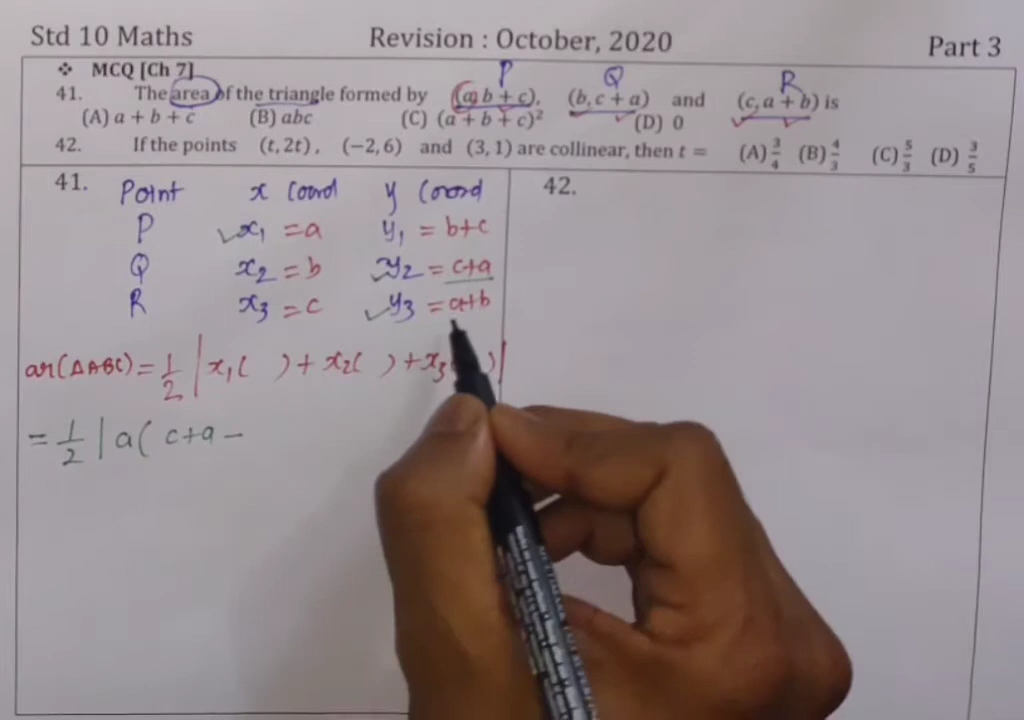 Std 10 Maths Revision : October, 2020 Part 3
❖ MCQ [Ch 7] P Q R
41. The area of the triangle formed by (a, b + c), (b, c + a) and (c, a + b) is
(A) a + b + c (B) abc (C) (a + b + c)² (D) 0
42. If the points (t, 2t), (−2, 6) and (3, 1) are collinear, then t = (A) 3/4 (B) 4/3 (C) 5/3 (D) 3/5
41. Point x Coord y Coord 42.
P x₁ = a y₁ = b+c
Q x₂ = b y₂ = c+a
R x₃ = c y₃ = a+b
ar(ΔABC) = 1/2 | x₁( ) + x₂( ) + x₃( ) |
= 1/2 | a( c+a −